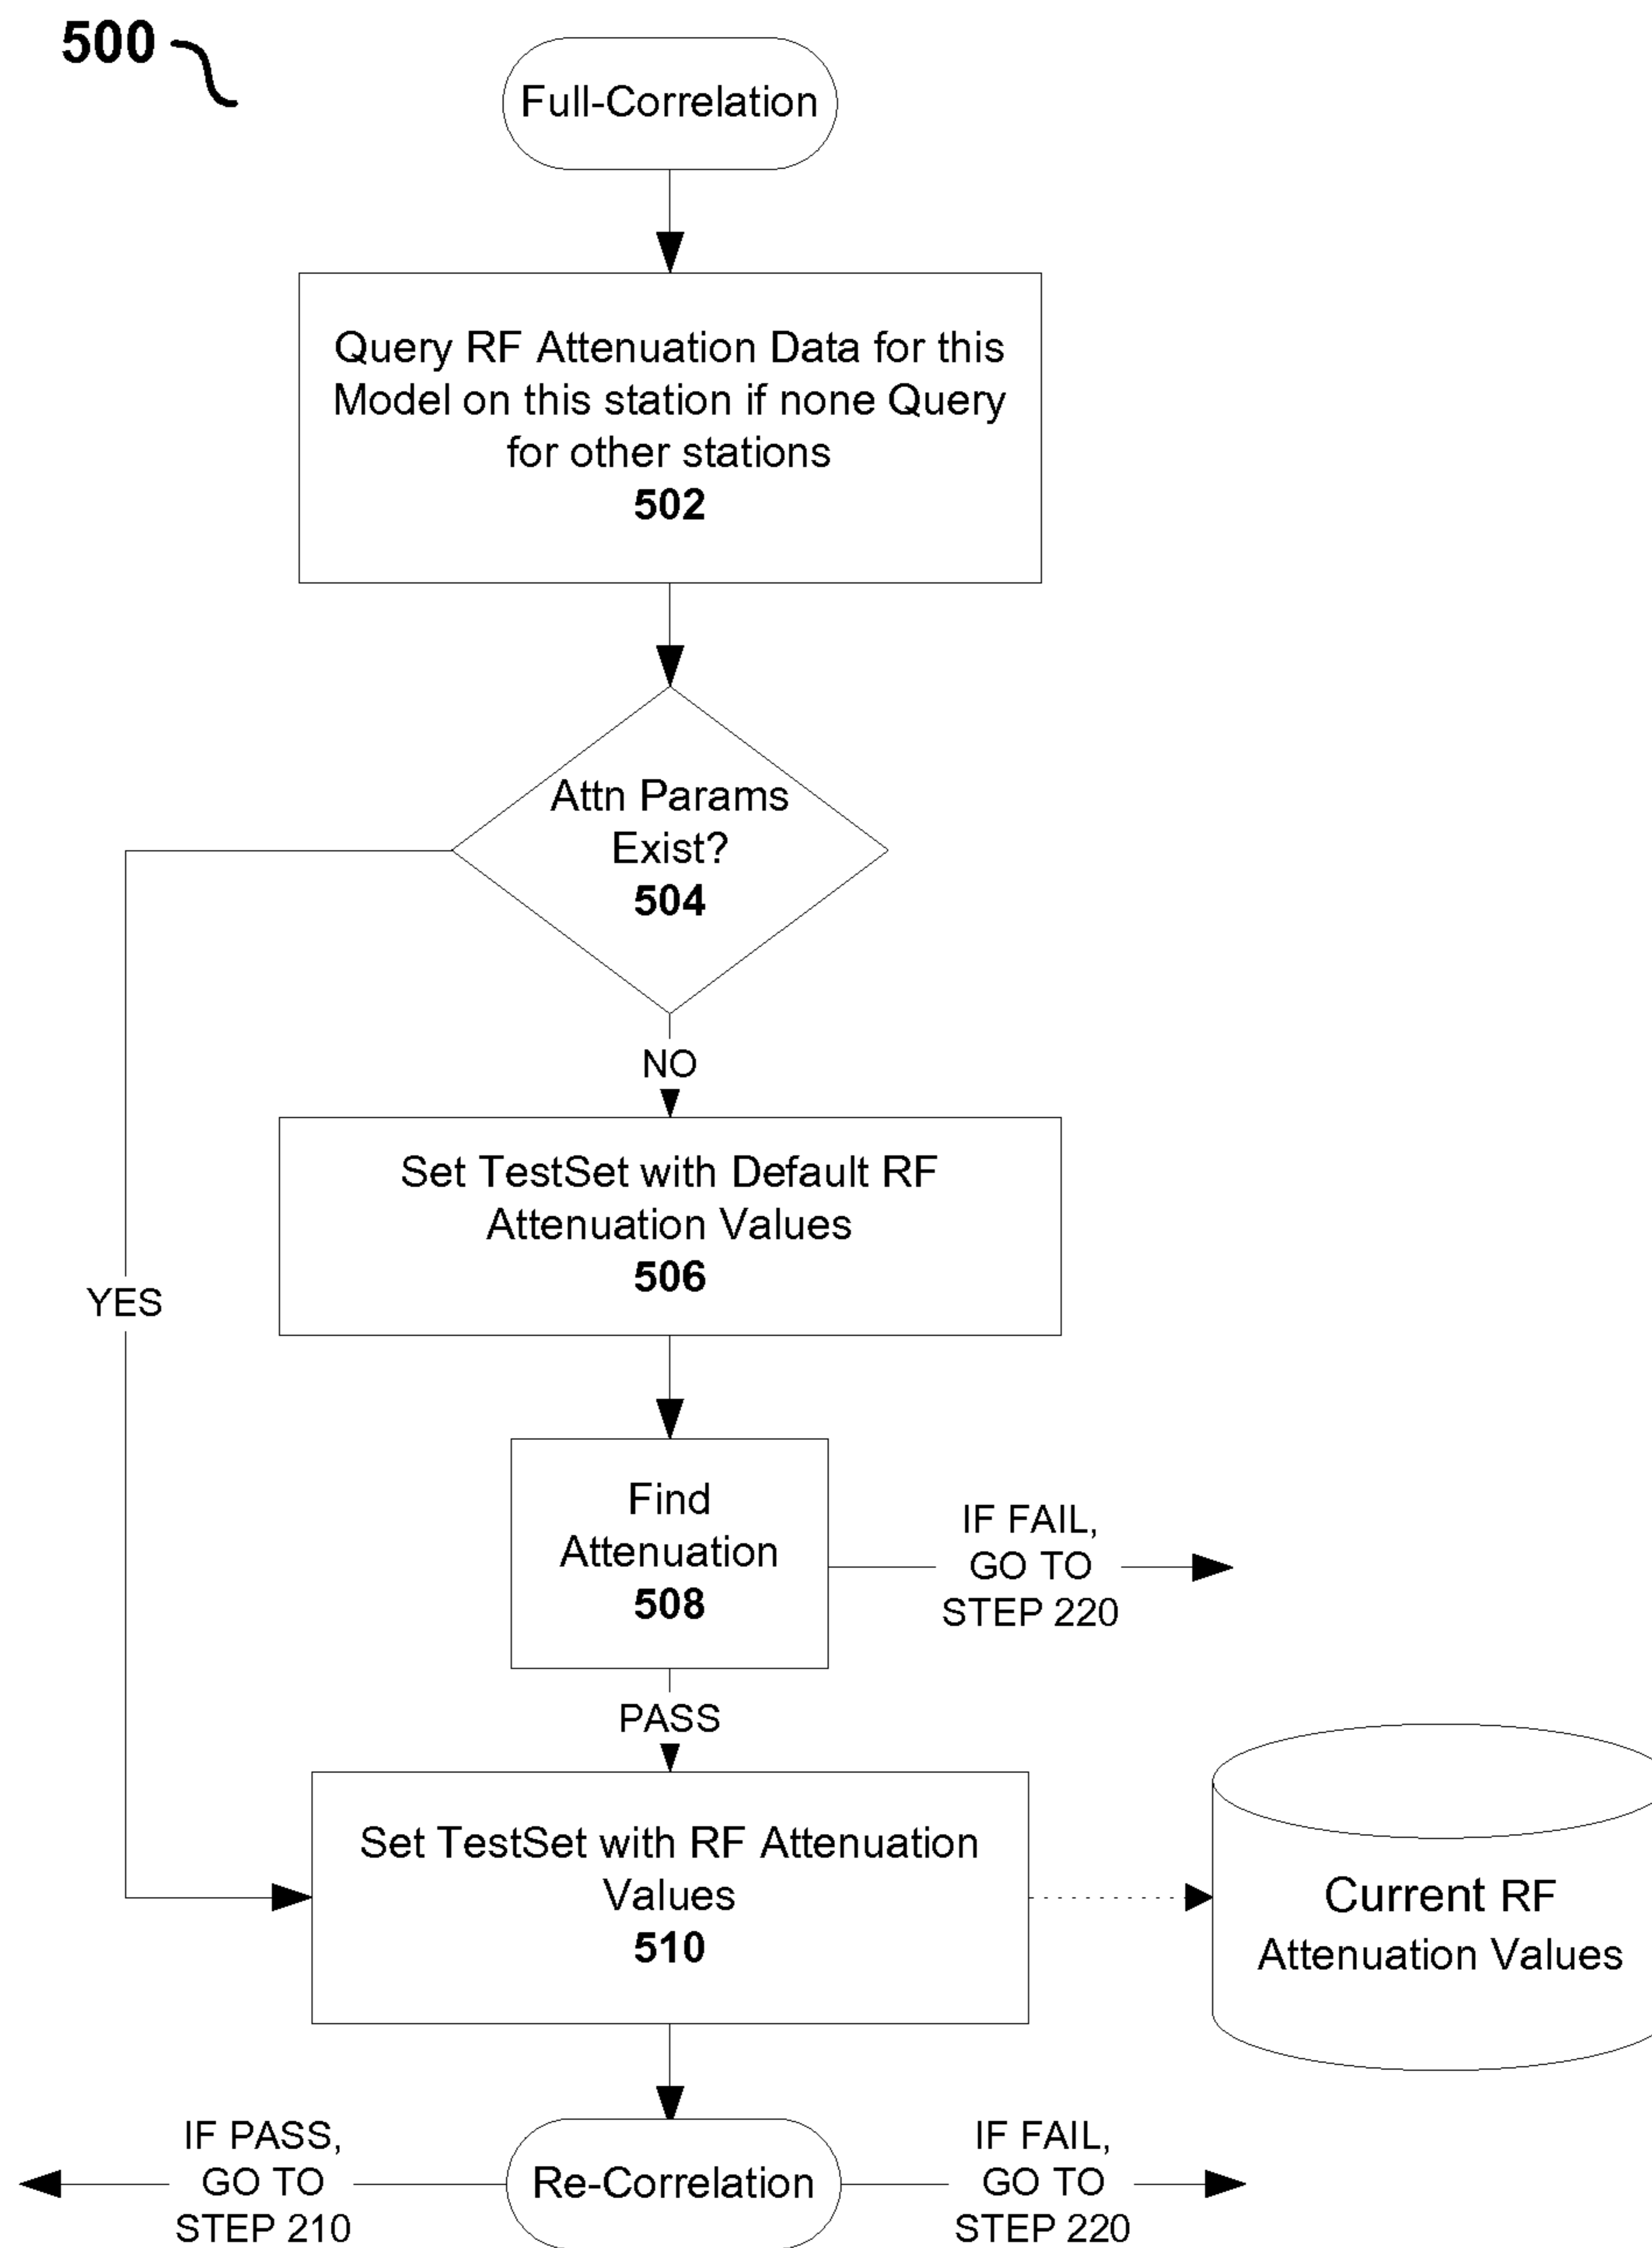 500
Full-Correlation
Query RF Attenuation Data for this
Model on this station if none Query
for other stations
502
Attn Params
Exist?
504
NO
YES
Set TestSet with Default RF
Attenuation Values
506
Find
Attenuation
508
IF FAIL,
GO TO
STEP 220
PASS
Set TestSet with RF Attenuation
Values
510
Current RF
Attenuation Values
IF PASS,
GO TO
STEP 210
Re-Correlation
IF FAIL,
GO TO
STEP 220